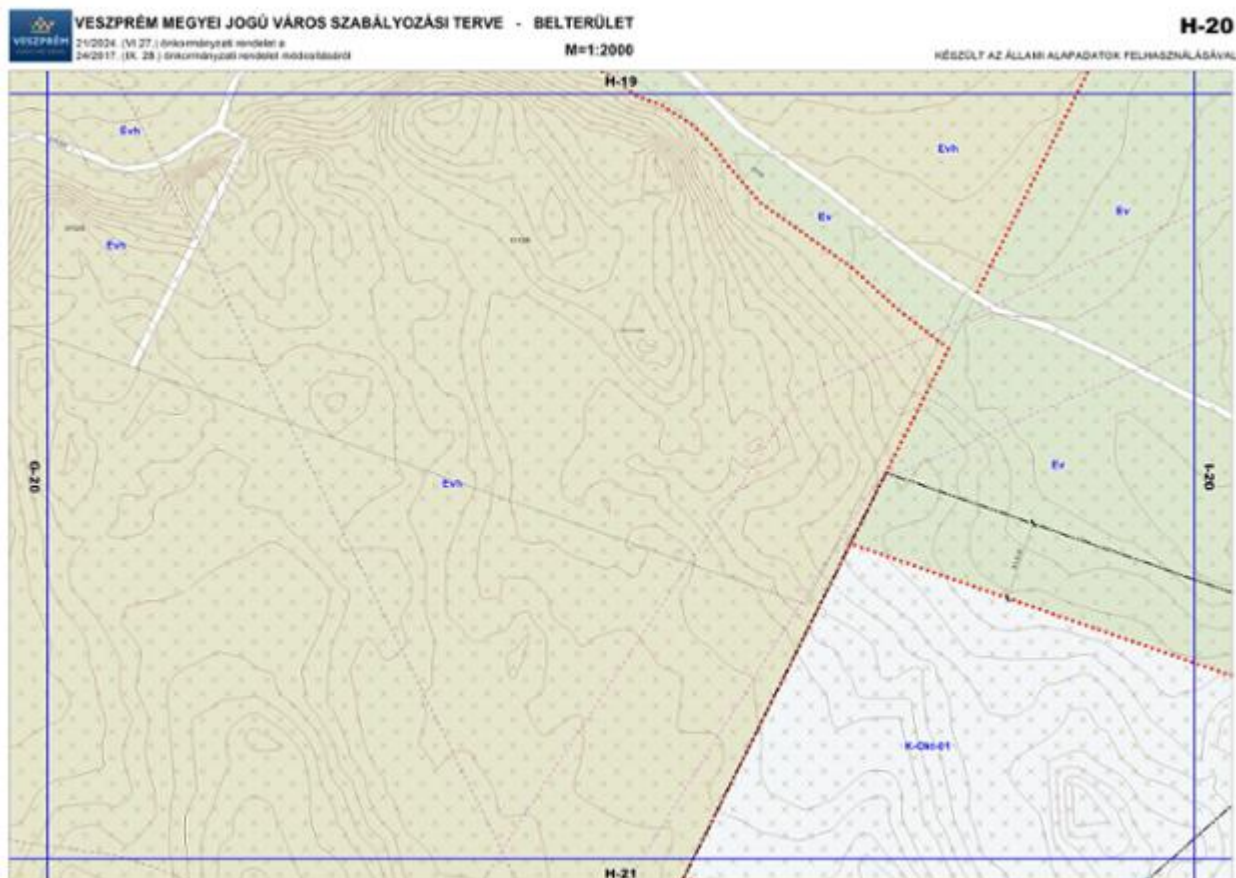 VESZPRÉM
VESZPRÉM MEGYEI JOGÚ VÁROS SZABÁLYOZÁSI TERVE - BELTERÜLET
21/2024. (VI.27.) önkormányzati rendelet a
24/2017. (IX. 28.) önkormányzati rendelet módosításáról
M=1:2000
H-20
KÉSZÜLT AZ ÁLLAMI ALAPADATOK FELHASZNÁLÁSÁVAL
H-19
Evh
Evh
Ev
Ev
Evh
G-20
Evh
Ev
I-20
K-Okt-01
H-21